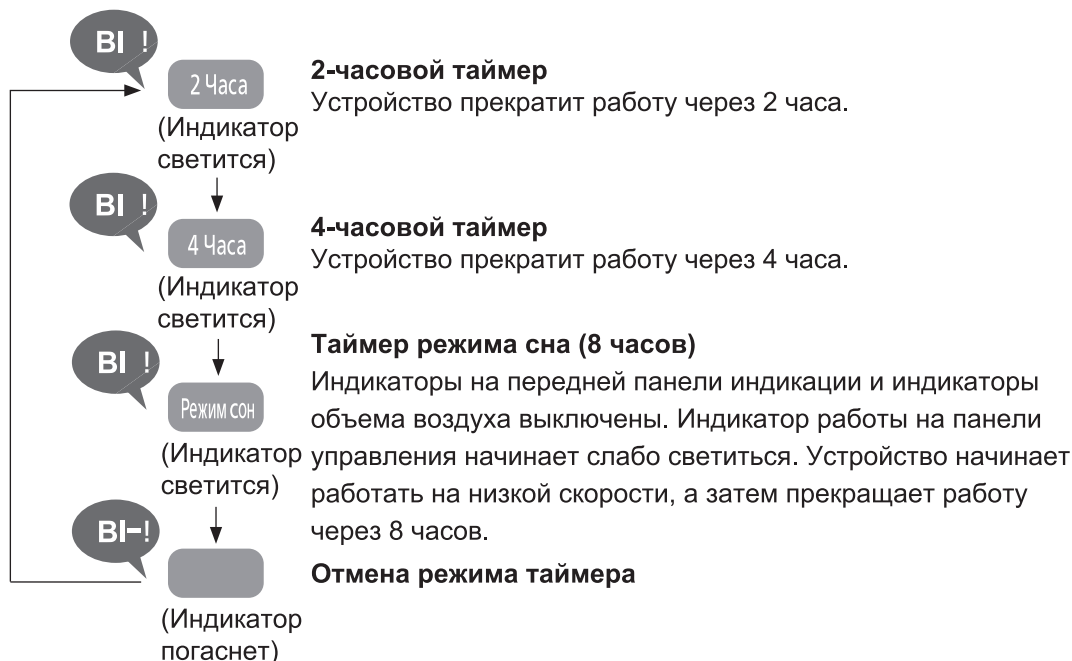 BI !
2 Часа
(Индикатор
светится)
2-часовой таймер
Устройство прекратит работу через 2 часа.
BI !
4 Часа
(Индикатор
светится)
4-часовой таймер
Устройство прекратит работу через 4 часа.
BI !
Режим сон
(Индикатор
светится)
Таймер режима сна (8 часов)
Индикаторы на передней панели индикации и индикаторы
объема воздуха выключены. Индикатор работы на панели
управления начинает слабо светиться. Устройство начинает
работать на низкой скорости, а затем прекращает работу
через 8 часов.
BI–!
(Индикатор
погаснет)
Отмена режима таймера